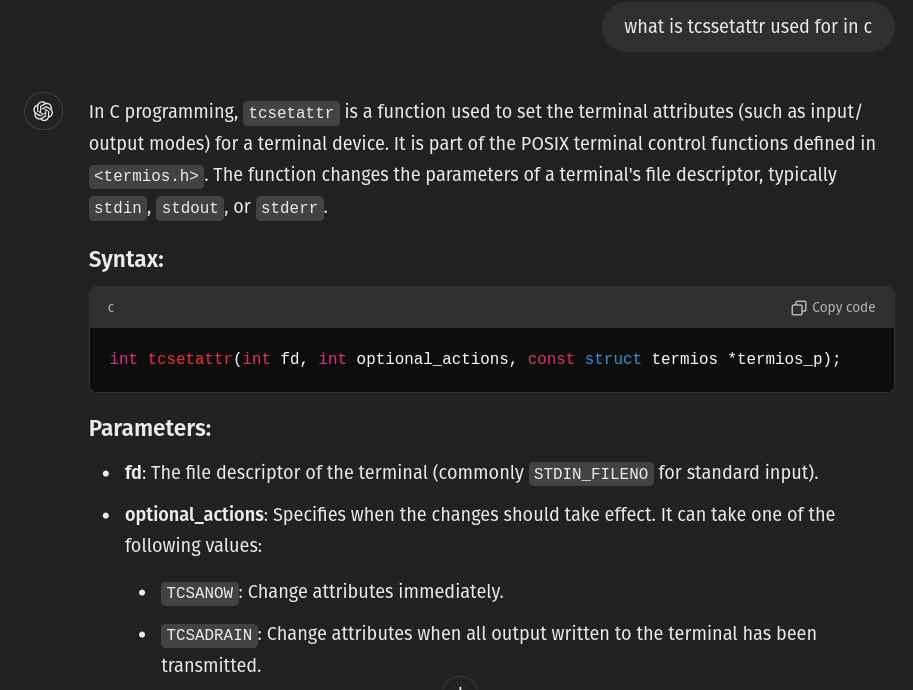 what is tcssetattr used for in c
In C programming, tcsetattr is a function used to set the terminal attributes (such as input/
output modes) for a terminal device. It is part of the POSIX terminal control functions defined in
<termios.h>. The function changes the parameters of a terminal's file descriptor, typically
stdin, stdout, or stderr.
Syntax:
c
Copy code
int tcsetattr(int fd, int optional_actions, const struct termios *termios_p);
Parameters:
• fd: The file descriptor of the terminal (commonly STDIN_FILENO for standard input).
• optional_actions: Specifies when the changes should take effect. It can take one of the
following values:
• TCSANOW: Change attributes immediately.
• TCSADRAIN: Change attributes when all output written to the terminal has been
transmitted.